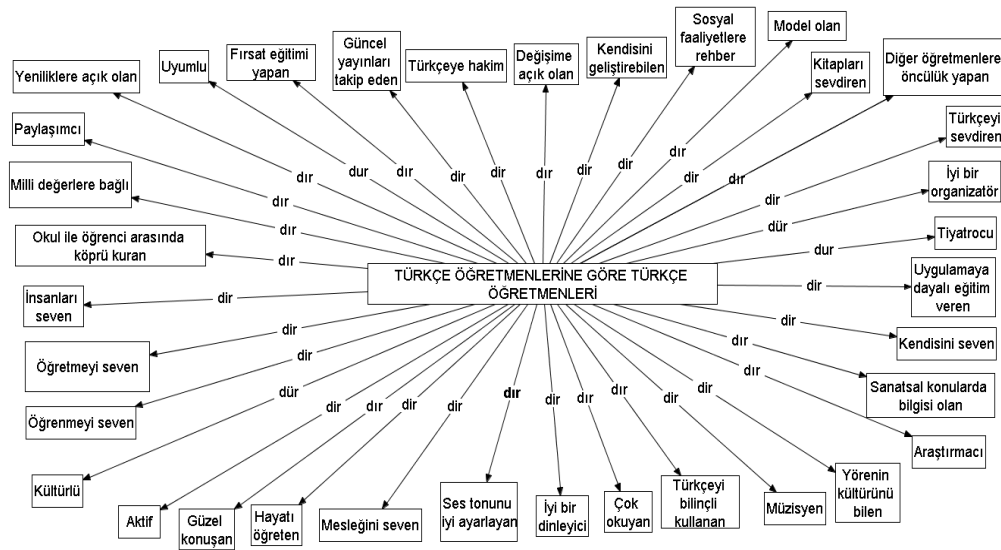 Yeniliklere açık olan
Uyumlu
Fırsat eğitimi
yapan
Güncel
yayınları
takip eden
Türkçeye hakim
Değişime
açık olan
Kendisini
geliştirebilen
Sosyal
faaliyetlere
rehber
Model olan
Kitapları
sevdiren
Diğer öğretmenlere
öncülük yapan
Türkçeyi
sevdiren
İyi bir
organizatör
Tiyatrocu
Uygulamaya
dayalı eğitim
veren
Kendisini seven
Sanatsal konularda
bilgisi olan
Araştırmacı
Yörenin
kültürünü
bilen
Müzisyen
Türkçeyi
bilinçli
kullanan
Çok
okuyan
İyi bir
dinleyici
Ses tonunu
iyi ayarlayan
Mesleğini seven
Hayatı
öğreten
Güzel
konuşan
Aktif
Kültürlü
Öğrenmeyi seven
Öğretmeyi seven
İnsanları
seven
Okul ile öğrenci arasında
köprü kuran
Milli değerlere bağlı
Paylaşımcı
TÜRKÇE ÖĞRETMENLERİNE GÖRE TÜRKÇE
ÖĞRETMENLERİ
dır
dur
dır
dir
dir
dır
dir
dir
dır
dir
dır
dir
dür
dur
dir
dir
dir
dır
dir
dir
dır
dır
dir
dır
dir
dir
dır
dir
dür
dir
dir
dir
dır
dır
dır